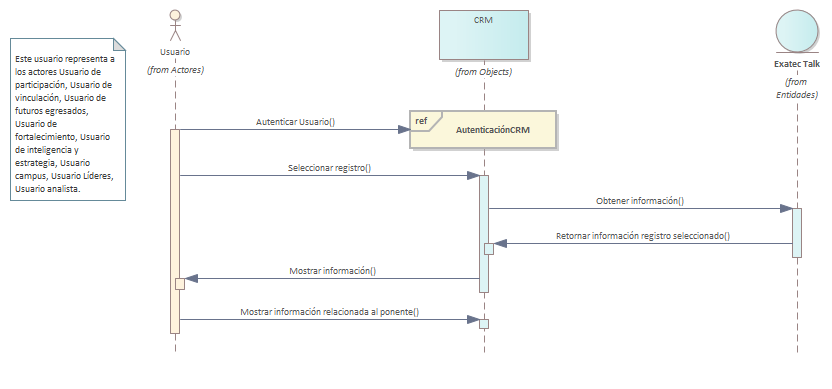 CRM
Usuario
(from Actores)
(from Objects)
Exatec Talk
(from
Entidades)
Este usuario representa a
los actores Usuario de
participación, Usuario de
vinculación, Usuario de
futuros egresados,
Usuario de
fortalecimiento, Usuario
de inteligencia y
estrategia, Usuario
campus, Usuario Líderes,
Usuario analista.
Autenticar Usuario()
ref
AutenticaciónCRM
Seleccionar registro()
Obtener información()
Retornar información registro seleccionado()
Mostrar información()
Mostrar información relacionada al ponente()